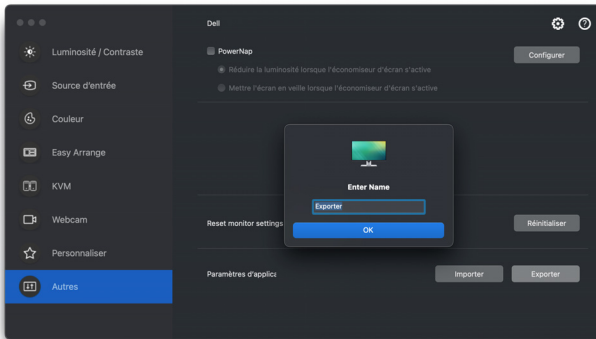 Dell
Luminosité / Contraste
Source d'entrée
Couleur
Easy Arrange
KVM
Webcam
Personnaliser
Autres
PowerNap
Configurer
Réduire la luminosité lorsque l'économiseur d'écran s'active
Mettre l'écran en veille lorsque l'économiseur d'écran s'active
Enter Name
Exporter
OK
Reset monitor settings
Réinitialiser
Paramètres d'applica
Importer
Exporter